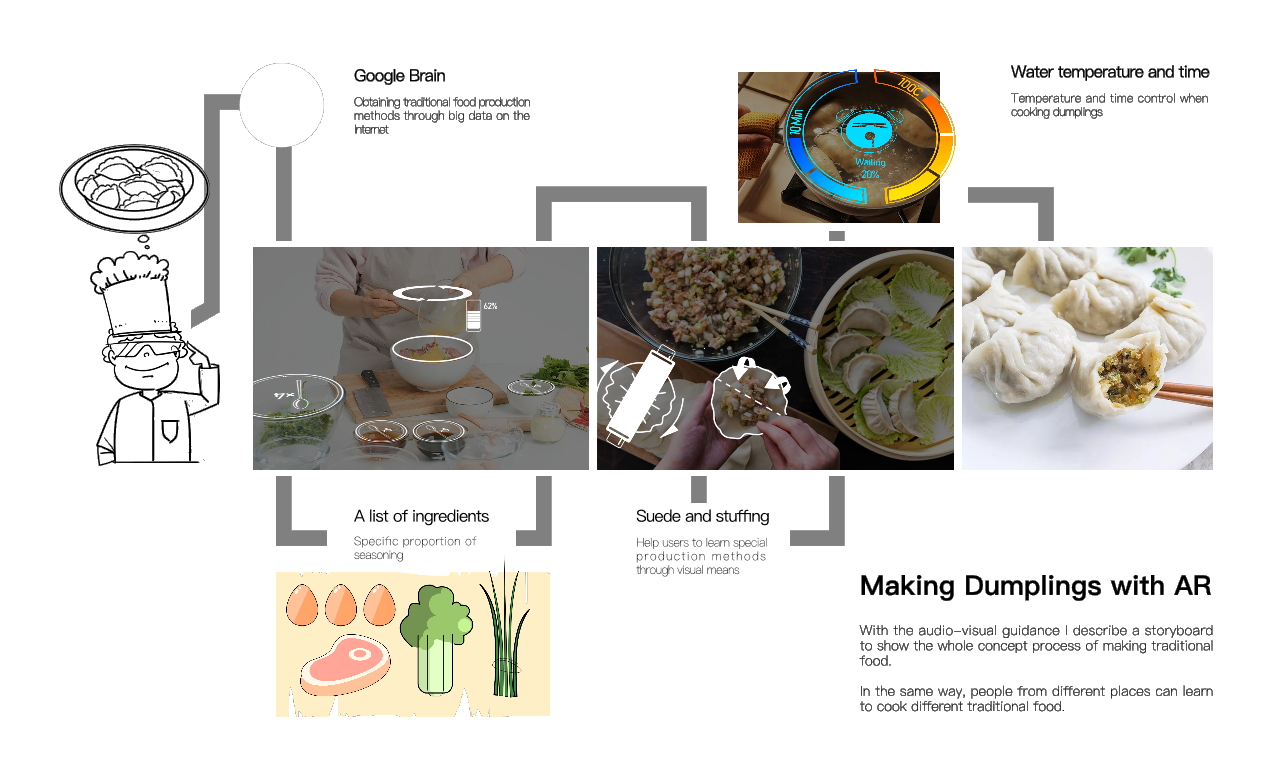 Google Brain
Obtaining traditional food production
methods through big data on the
Internet
Water temperature and time
Temperature and time control when
cooking dumplings
100C
10Min
Waiting
20%
62%
×4
A list of ingredients
Specific proportion of
seasoning
Suede and stuffing
Help users to learn special
production methods
through visual means
Making Dumplings with AR
With the audio-visual guidance I describe a storyboard
to show the whole concept process of making traditional
food.
In the same way, people from different places can learn
to cook different traditional food.